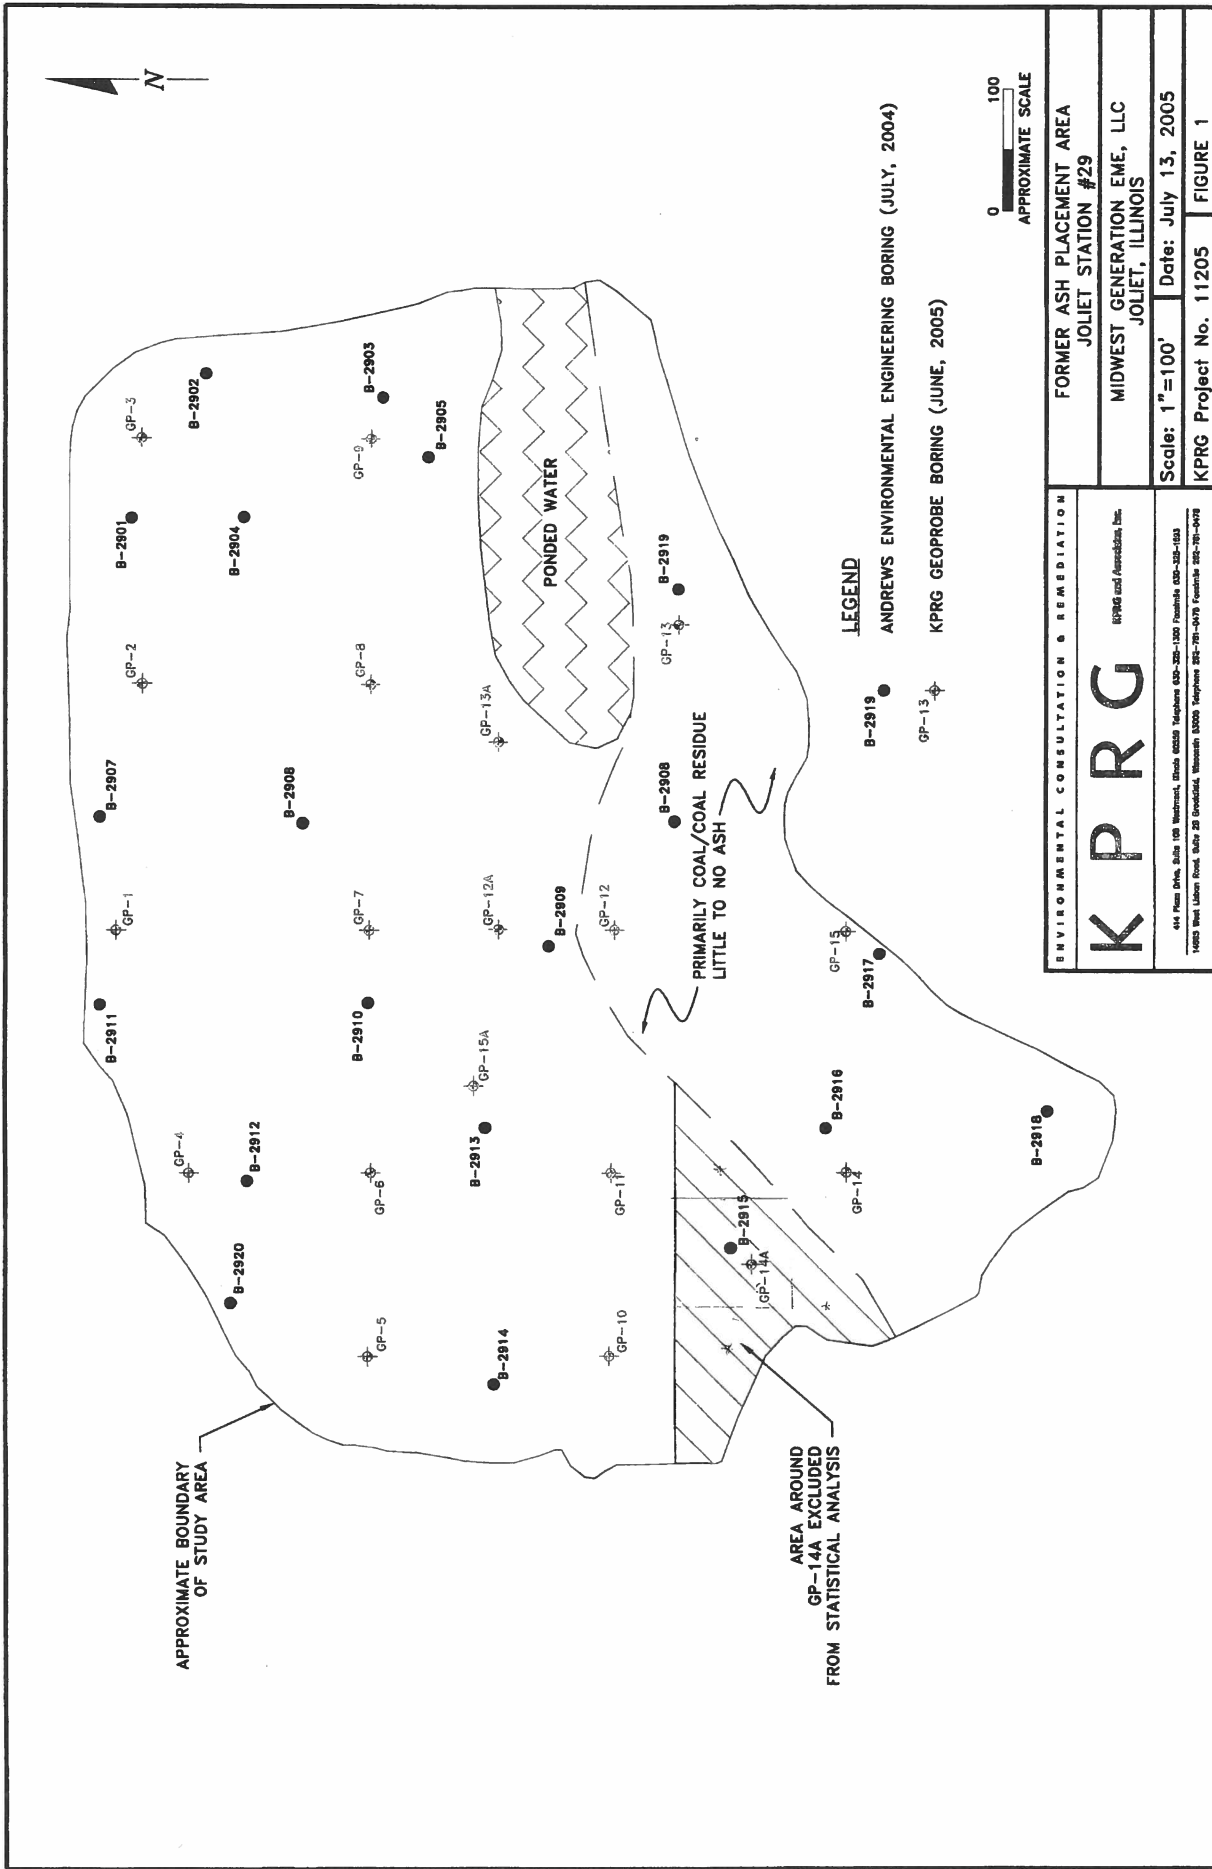 N
GP-3
B-2902
B-2901
B-2904
GP-9
B-2903
B-2905
GP-2
GP-8
B-2907
B-2908
GP-13A
PONDED WATER
GP-1
GP-7
GP-12A
B-2909
GP-12
B-2911
B-2910
GP-15A
B-2913
GP-4
B-2912
GP-6
GP-11
B-2920
GP-5
B-2914
GP-10
B-2919
GP-13
B-2908
PRIMARILY COAL/COAL RESIDUE
LITTLE TO NO ASH
B-2915
GP-14A
GP-15
B-2917
B-2916
GP-14
B-2918
APPROXIMATE BOUNDARY
OF STUDY AREA
AREA AROUND
GP-14A EXCLUDED
FROM STATISTICAL ANALYSIS
LEGEND
B-2919
ANDREWS ENVIRONMENTAL ENGINEERING BORING (JULY, 2004)
GP-13
KPRG GEOPROBE BORING (JUNE, 2005)
0 100
APPROXIMATE SCALE
ENVIRONMENTAL CONSULTATION & REMEDIATION
K P R G
KPRG and Associates, Inc.
FORMER ASH PLACEMENT AREA
JOLIET STATION #29
MIDWEST GENERATION EME, LLC
JOLIET, ILLINOIS
Scale: 1"=100'
Date: July 13, 2005
KPRG Project No. 11205
FIGURE 1